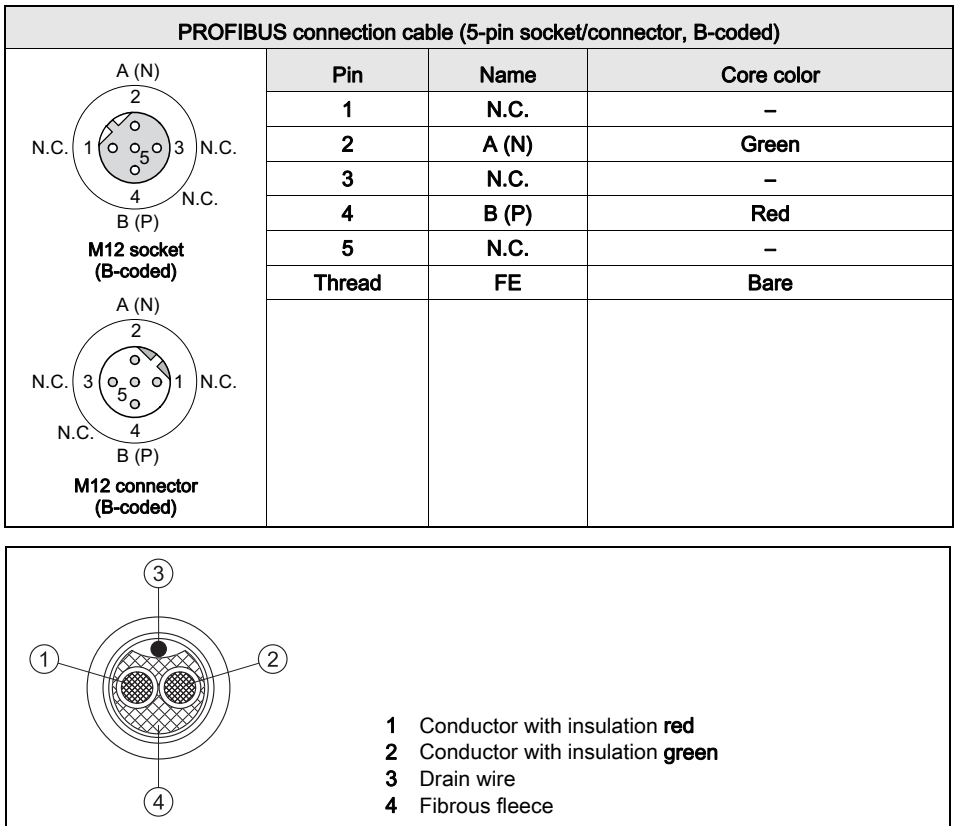 PROFIBUS connection cable (5-pin socket/connector, B-coded)
Pin Name Core color
1 N.C. –
2 A (N) Green
3 N.C. –
4 B (P) Red
5 N.C. –
Thread FE Bare
A (N)
2
N.C. 1 5 3 N.C.
4 N.C.
B (P)
M12 socket
(B-coded)
A (N)
2
N.C. 3 5 1 N.C.
N.C. 4
B (P)
M12 connector
(B-coded)
3
1 2
4
1 Conductor with insulation red
2 Conductor with insulation green
3 Drain wire
4 Fibrous fleece